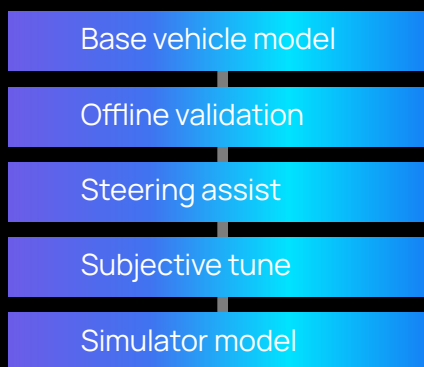 Base vehicle model
Offline validation
Steering assist
Subjective tune
Simulator model